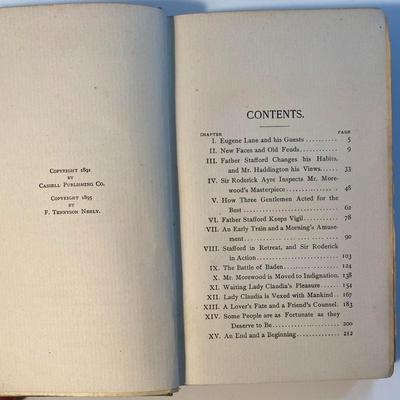 Copyright 1891
by
Cassell Publishing Co.
Copyright 1895
by
F. Tennyson Neely.
CONTENTS.
CHAPTER PAGE
I. Eugene Lane and his Guests 5
II. New Faces and Old Feuds 9
III. Father Stafford Changes his Habits,
and Mr. Haddington his Views, 33
IV. Sir Roderick Ayre Inspects Mr. More-
wood's Masterpiece 48
V. How Three Gentlemen Acted for the
Best 62
VI. Father Stafford Keeps Vigil 78
VII. An Early Train and a Morning's Amuse-
ment 90
VIII. Stafford in Retreat, and Sir Roderick
in Action 103
IX. The Battle of Baden 124
X. Mr. Morewood is Moved to Indignation, 138
XI. Waiting Lady Claudia's Pleasure 154
XII. Lady Claudia is Vexed with Mankind 167
XIII. A Lover's Fate and a Friend's Counsel, 183
XIV. Some People are as Fortunate as they
Deserve to Be 200
XV. An End and a Beginning 212